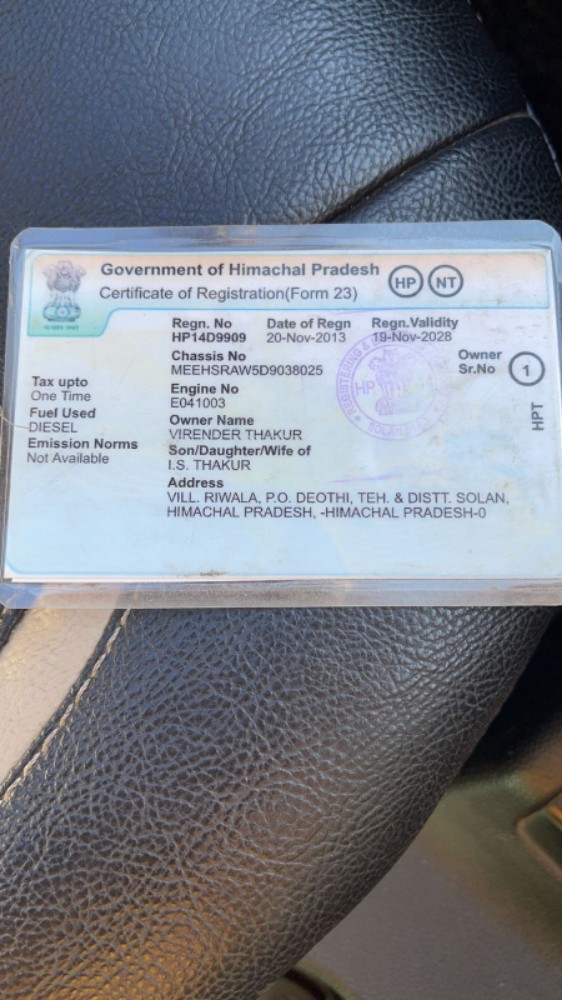 Government of Himachal Pradesh
Certificate of Registration(Form 23)
HP NT
Regn. No Date of Regn Regn.Validity
HP14D9909 20-Nov-2013 19-Nov-2028
Chassis No
MEEHSRAW5D9038025
Owner
Sr.No 1
Engine No
E041003
Tax upto
One Time
Fuel Used
DIESEL
Emission Norms
Not Available
HPT
Owner Name
VIRENDER THAKUR
Son/Daughter/Wife of
I.S. THAKUR
Address
VILL. RIWALA, P.O. DEOTHI, TEH. & DISTT. SOLAN,
HIMACHAL PRADESH, -HIMACHAL PRADESH-0
REGISTERING &
HP
SOLAN